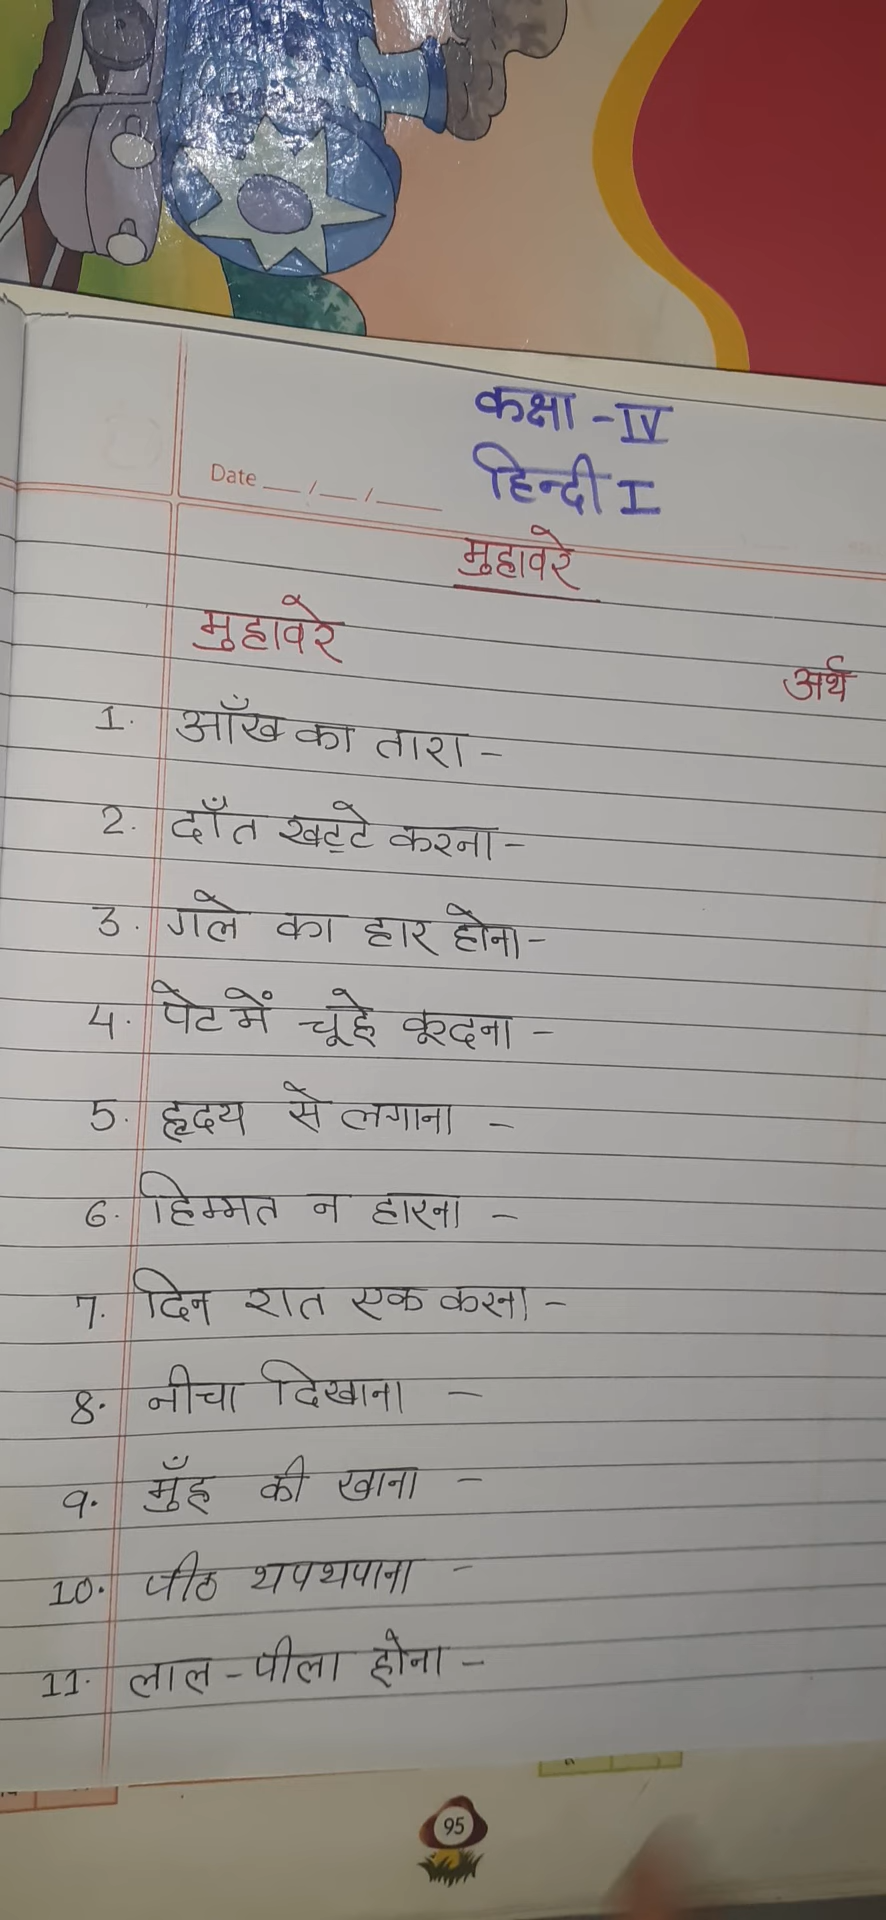 कक्षा - IV
हिन्दी I
Date __/__/__
मुहावरे
मुहावरे अर्थ
1. आँख का तारा -
2. दाँत खट्टे करना -
3. गले का हार होना -
4. पेट में चूहे कूदना -
5. हृदय से लगाना -
6. हिम्मत न हारना -
7. दिन रात एक करना -
8. नीचा दिखाना -
9. मुँह की खाना -
10. पीठ थपथपाना -
11. लाल - पीला होना -
95